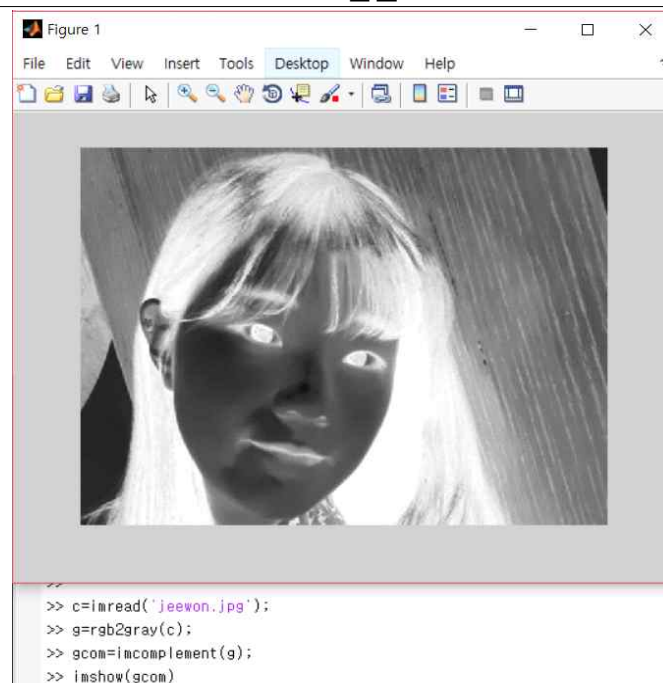 Figure 1
File Edit View Insert Tools Desktop Window Help
>>
>> c=imread('jeewon.jpg');
>> g=rgb2gray(c);
>> gcom=imcomplement(g);
>> imshow(gcom)